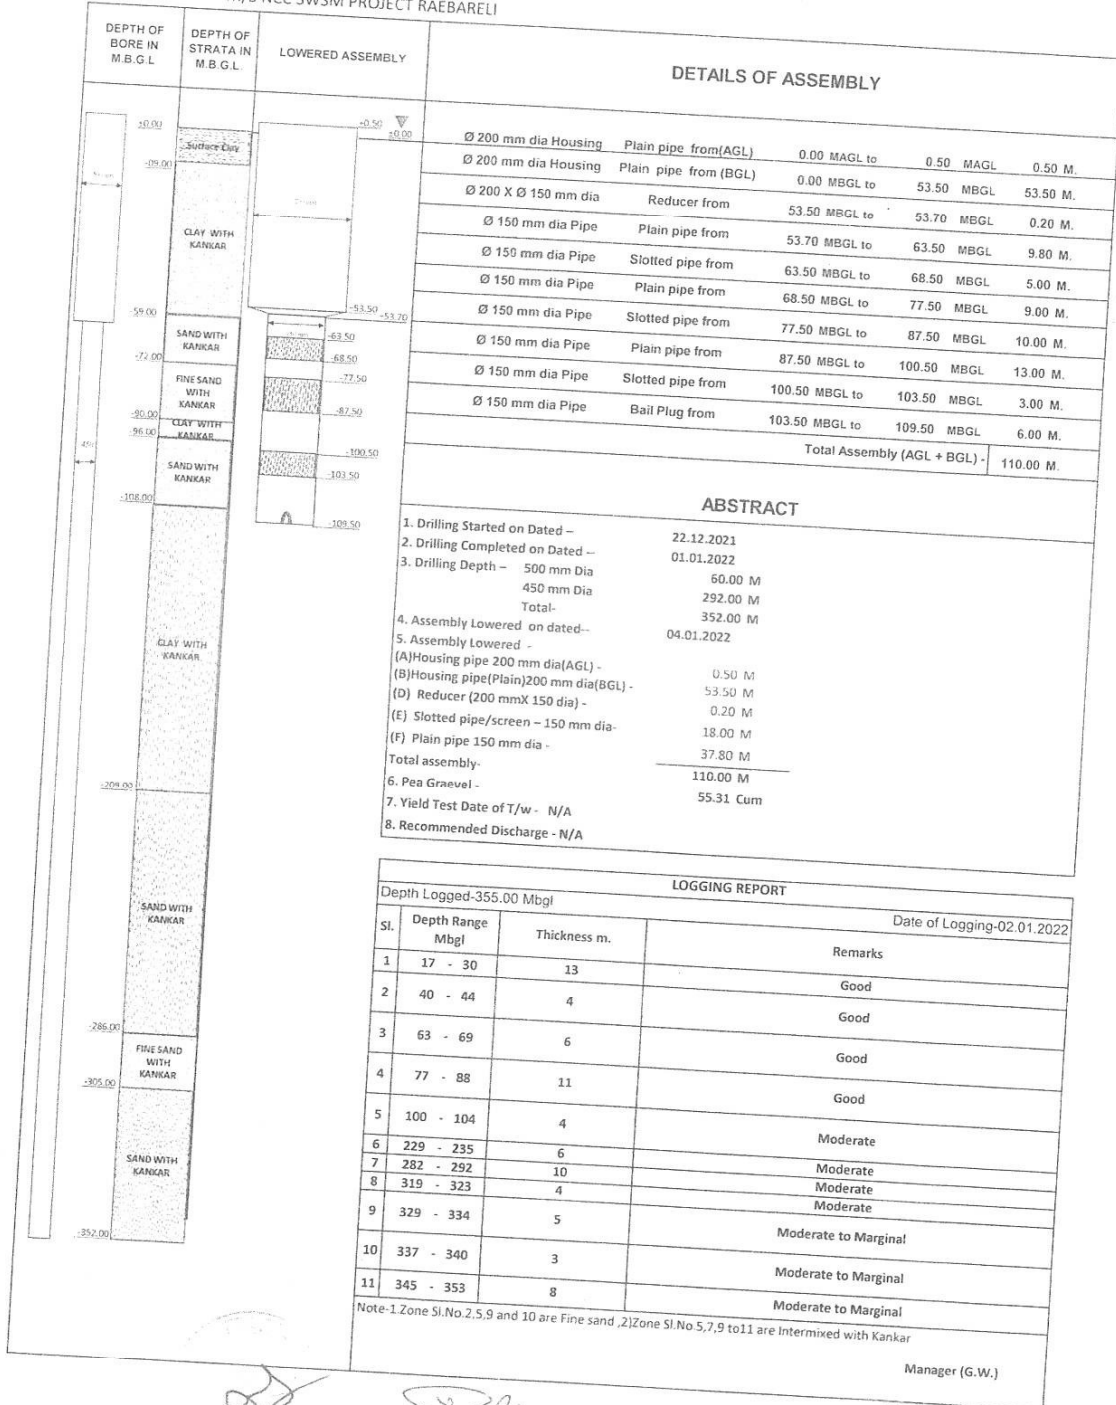 NCC SWSM PROJECT RAEBARELI
DEPTH OF BORE IN M.B.G.L
DEPTH OF STRATA IN M.B.G.L.
LOWERED ASSEMBLY
DETAILS OF ASSEMBLY
±0.00
Surface Clay
-09.00
CLAY WITH KANKAR
-59.00
SAND WITH KANKAR
-72.00
FINE SAND WITH KANKAR
-90.00
CLAY WITH KANKAR
-96.00
450
SAND WITH KANKAR
-108.00
CLAY WITH KANKAR
-209.00
SAND WITH KANKAR
-286.00
FINE SAND WITH KANKAR
-305.00
SAND WITH KANKAR
-352.00
+0.50
±0.00
-53.50
-53.70
-63.50
-68.50
-77.50
-87.50
-100.50
-103.50
-109.50
Ø 200 mm dia Housing Plain pipe from(AGL) 0.00 MAGL to 0.50 MAGL 0.50 M.
Ø 200 mm dia Housing Plain pipe from (BGL) 0.00 MBGL to 53.50 MBGL 53.50 M.
Ø 200 X Ø 150 mm dia Reducer from 53.50 MBGL to 53.70 MBGL 0.20 M.
Ø 150 mm dia Pipe Plain pipe from 53.70 MBGL to 63.50 MBGL 9.80 M.
Ø 150 mm dia Pipe Slotted pipe from 63.50 MBGL to 68.50 MBGL 5.00 M.
Ø 150 mm dia Pipe Plain pipe from 68.50 MBGL to 77.50 MBGL 9.00 M.
Ø 150 mm dia Pipe Slotted pipe from 77.50 MBGL to 87.50 MBGL 10.00 M.
Ø 150 mm dia Pipe Plain pipe from 87.50 MBGL to 100.50 MBGL 13.00 M.
Ø 150 mm dia Pipe Slotted pipe from 100.50 MBGL to 103.50 MBGL 3.00 M.
Ø 150 mm dia Pipe Bail Plug from 103.50 MBGL to 109.50 MBGL 6.00 M.
Total Assembly (AGL + BGL) - 110.00 M.
ABSTRACT
1. Drilling Started on Dated – 22.12.2021
2. Drilling Completed on Dated -- 01.01.2022
3. Drilling Depth – 500 mm Dia 60.00 M
450 mm Dia 292.00 M
Total- 352.00 M
4. Assembly Lowered on dated-- 04.01.2022
5. Assembly Lowered -
(A)Housing pipe 200 mm dia(AGL) - 0.50 M
(B)Housing pipe(Plain)200 mm dia(BGL) - 53.50 M
(D) Reducer (200 mmX 150 dia) - 0.20 M
(E) Slotted pipe/screen – 150 mm dia- 18.00 M
(F) Plain pipe 150 mm dia - 37.80 M
Total assembly- 110.00 M
6. Pea Graevel - 55.31 Cum
7. Yield Test Date of T/w - N/A
8. Recommended Discharge - N/A
LOGGING REPORT
Depth Logged-355.00 Mbgl Date of Logging-02.01.2022
Sl. Depth Range Mbgl Thickness m. Remarks
1 17 - 30 13 Good
2 40 - 44 4 Good
3 63 - 69 6 Good
4 77 - 88 11 Good
5 100 - 104 4 Moderate
6 229 - 235 6 Moderate
7 282 - 292 10 Moderate
8 319 - 323 4 Moderate
9 329 - 334 5 Moderate to Marginal
10 337 - 340 3 Moderate to Marginal
11 345 - 353 8 Moderate to Marginal
Note-1.Zone Sl.No.2,5,9 and 10 are Fine sand ,2)Zone Sl.No.5,7,9 to11 are Intermixed with Kankar
Manager (G.W.)